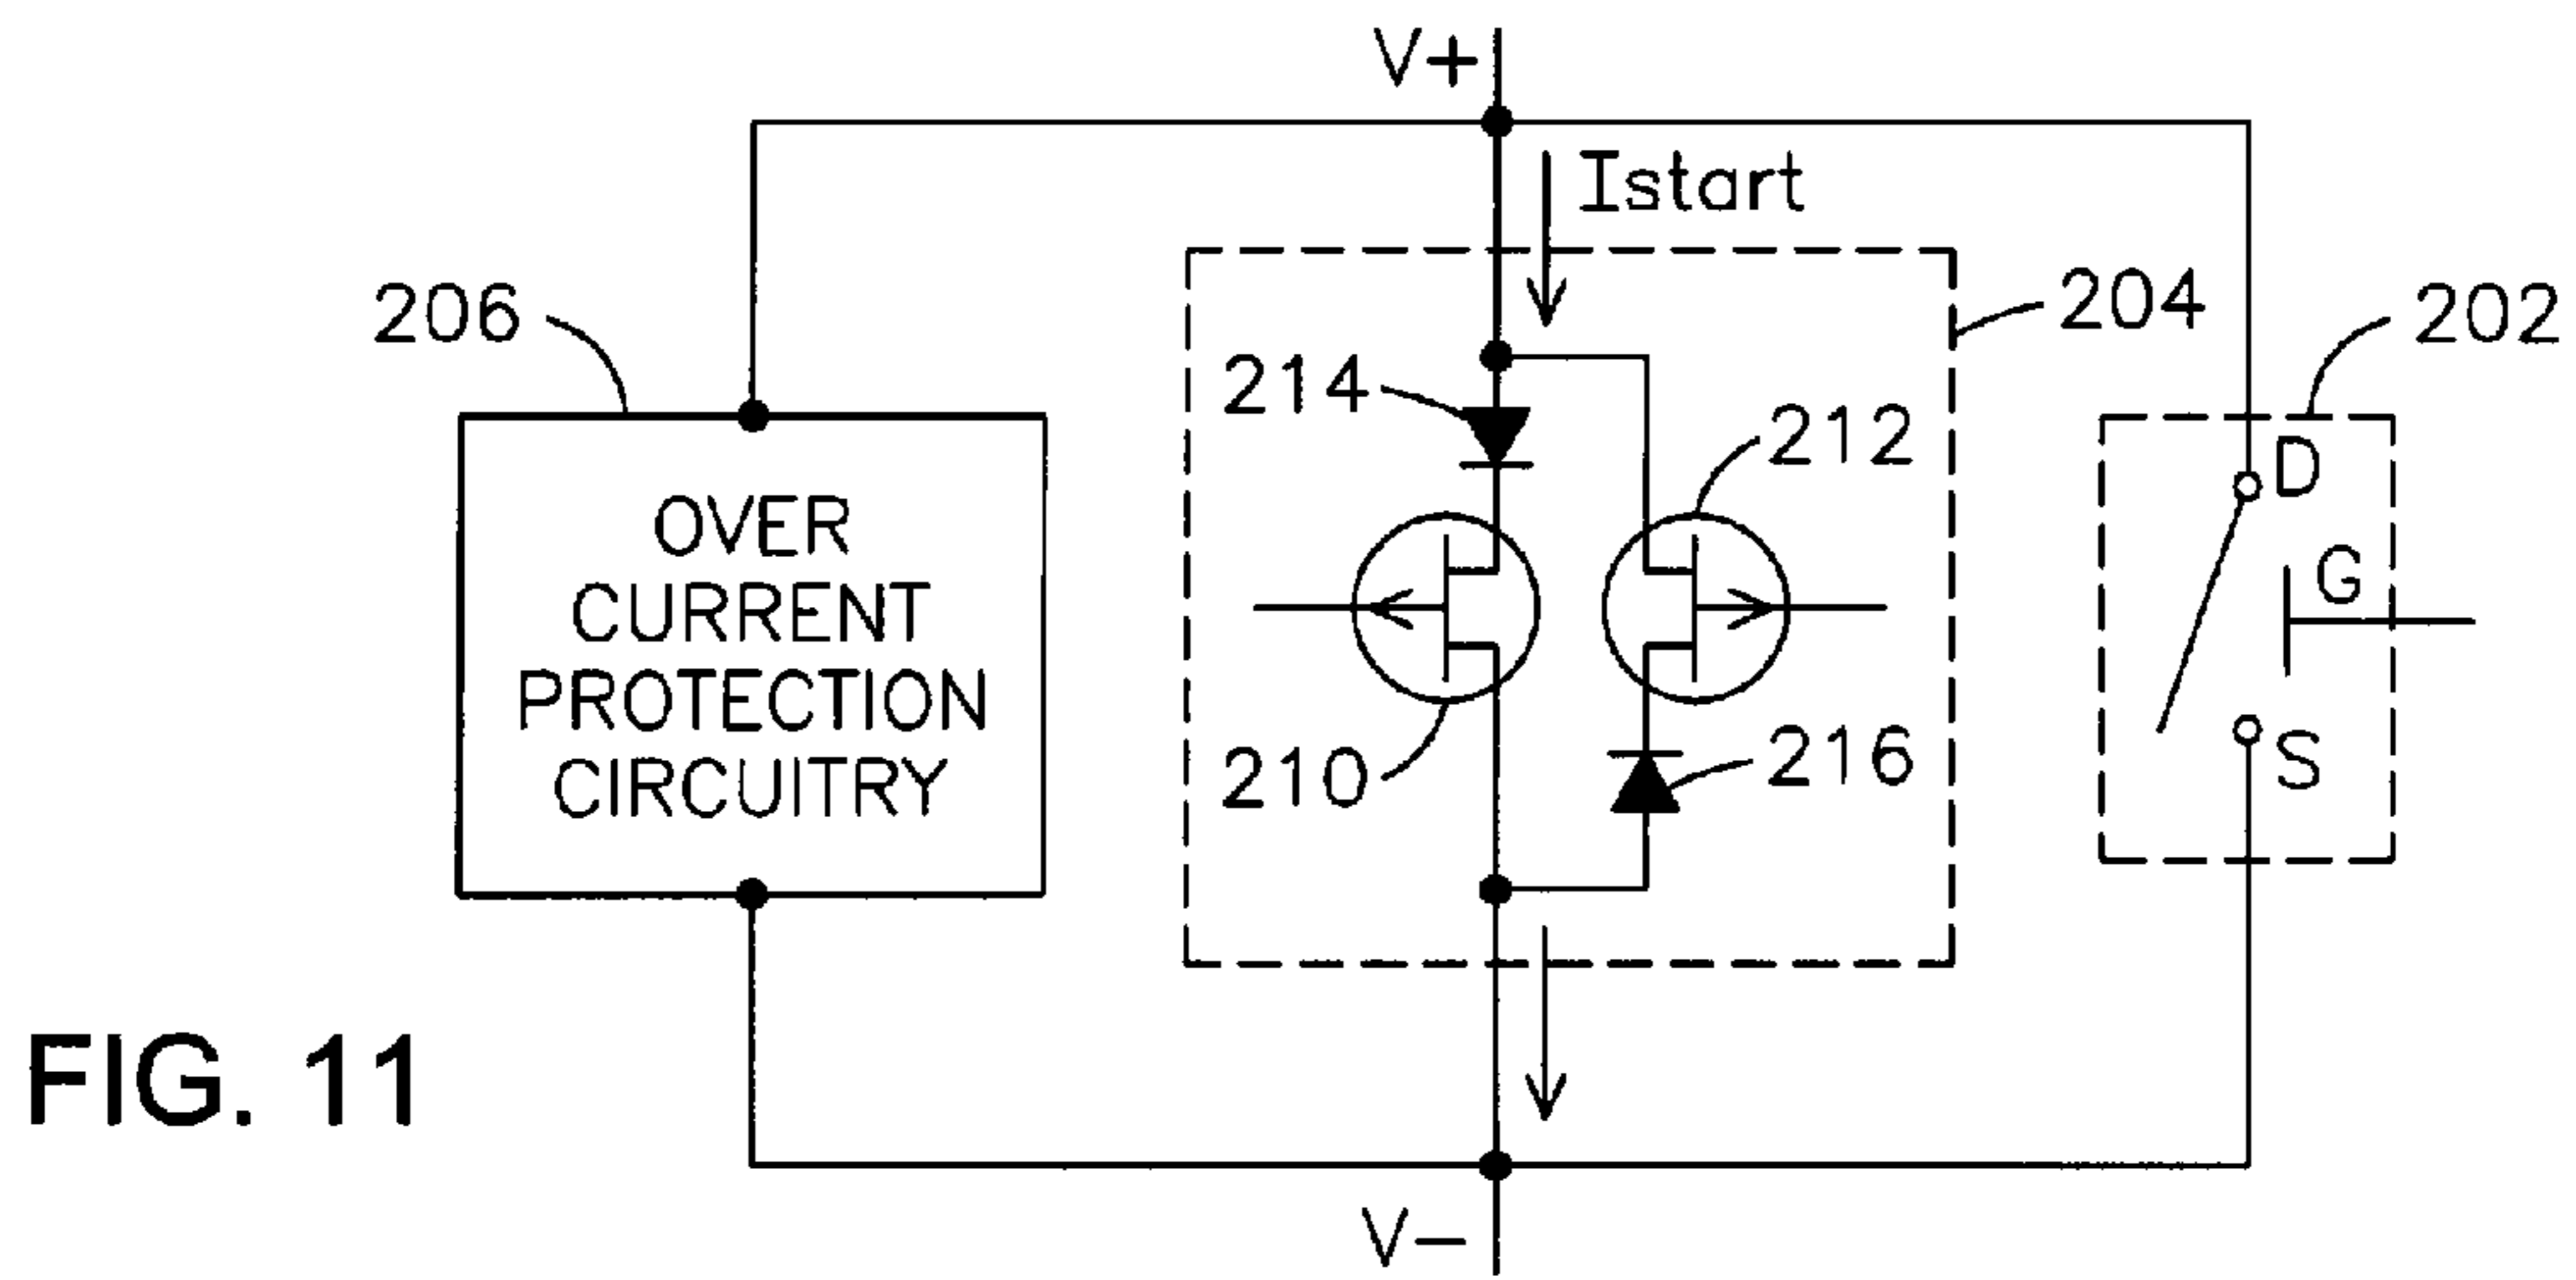 V+
Istart
206
204
202
214
212
D
OVER
CURRENT
PROTECTION
CIRCUITRY
G
210
216
S
FIG. 11
V−